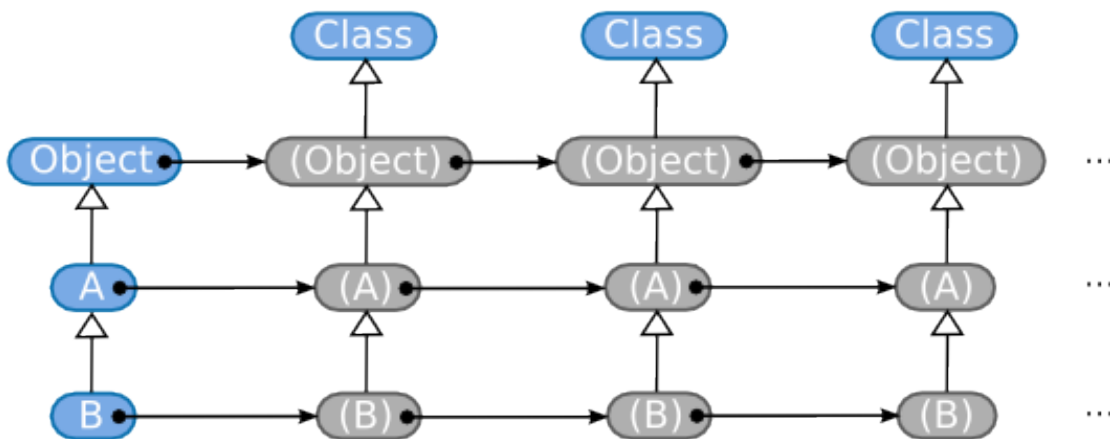 Class Class Class
Object (Object) (Object) (Object) ...
A (A) (A) (A) ...
B (B) (B) (B) ...